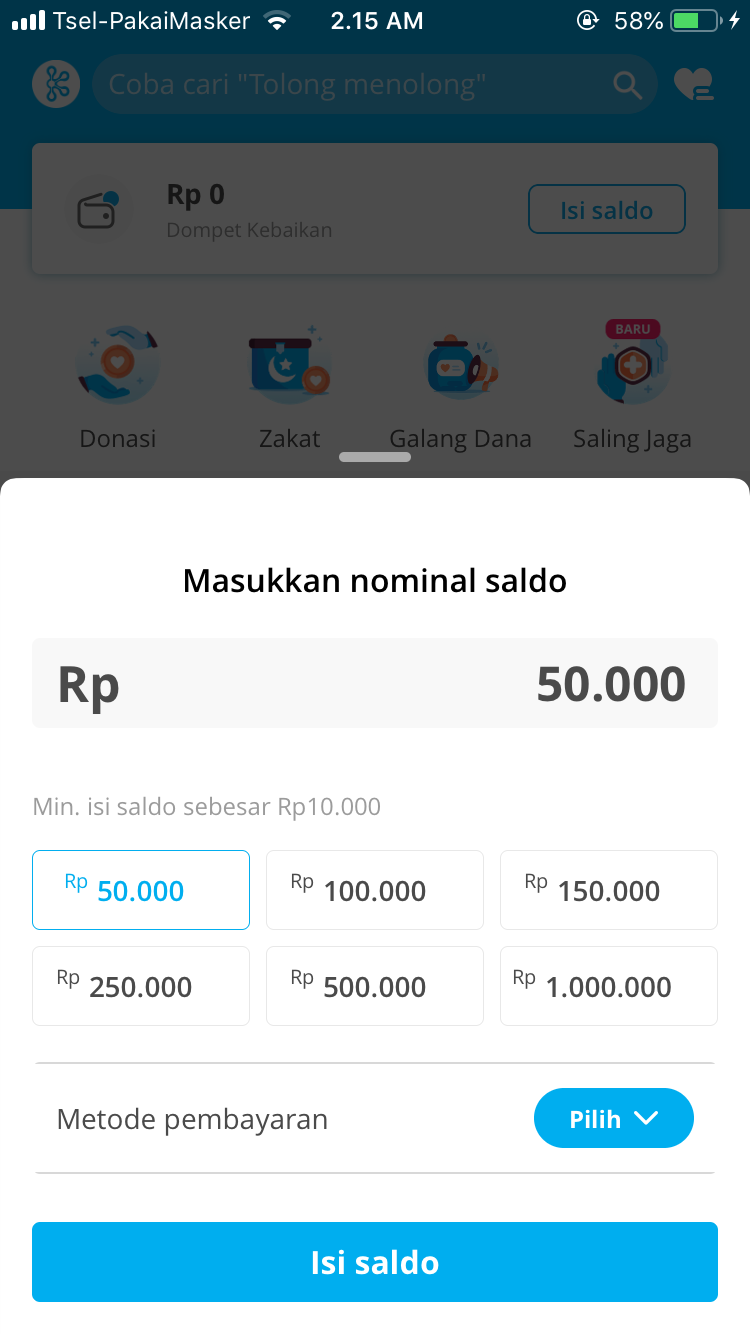 Tsel-PakaiMasker 2.15 AM 58%
Coba cari "Tolong menolong"
Rp 0
Dompet Kebaikan
Isi saldo
BARU
Donasi Zakat Galang Dana Saling Jaga
Masukkan nominal saldo
Rp 50.000
Min. isi saldo sebesar Rp10.000
Rp 50.000 Rp 100.000 Rp 150.000
Rp 250.000 Rp 500.000 Rp 1.000.000
Metode pembayaran Pilih
Isi saldo